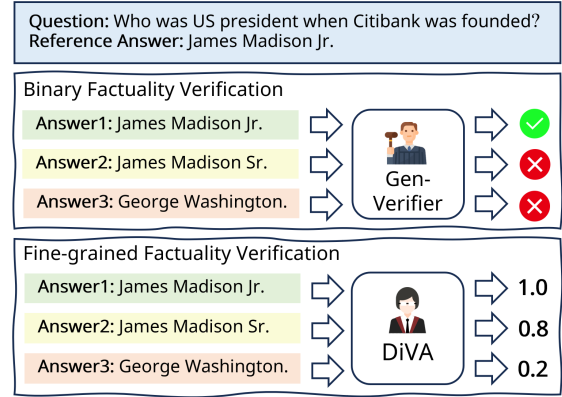 Question: Who was US president when Citibank was founded?
Reference Answer: James Madison Jr.
Binary Factuality Verification
Answer1: James Madison Jr.
Answer2: James Madison Sr.
Answer3: George Washington.
Gen-
Verifier
Fine-grained Factuality Verification
Answer1: James Madison Jr.
1.0
Answer2: James Madison Sr.
0.8
Answer3: George Washington.
0.2
DiVA